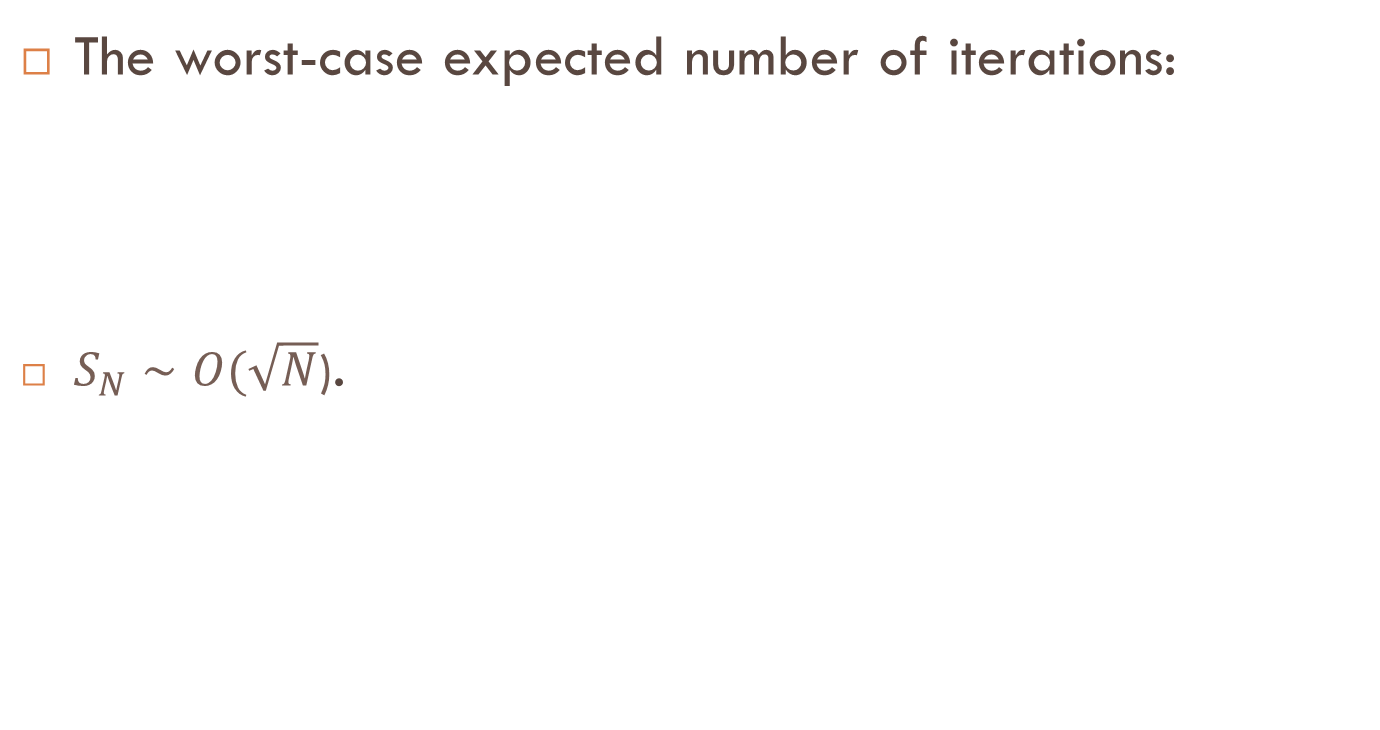 The worst-case expected number of iterations:
S_N ~ O(√N).